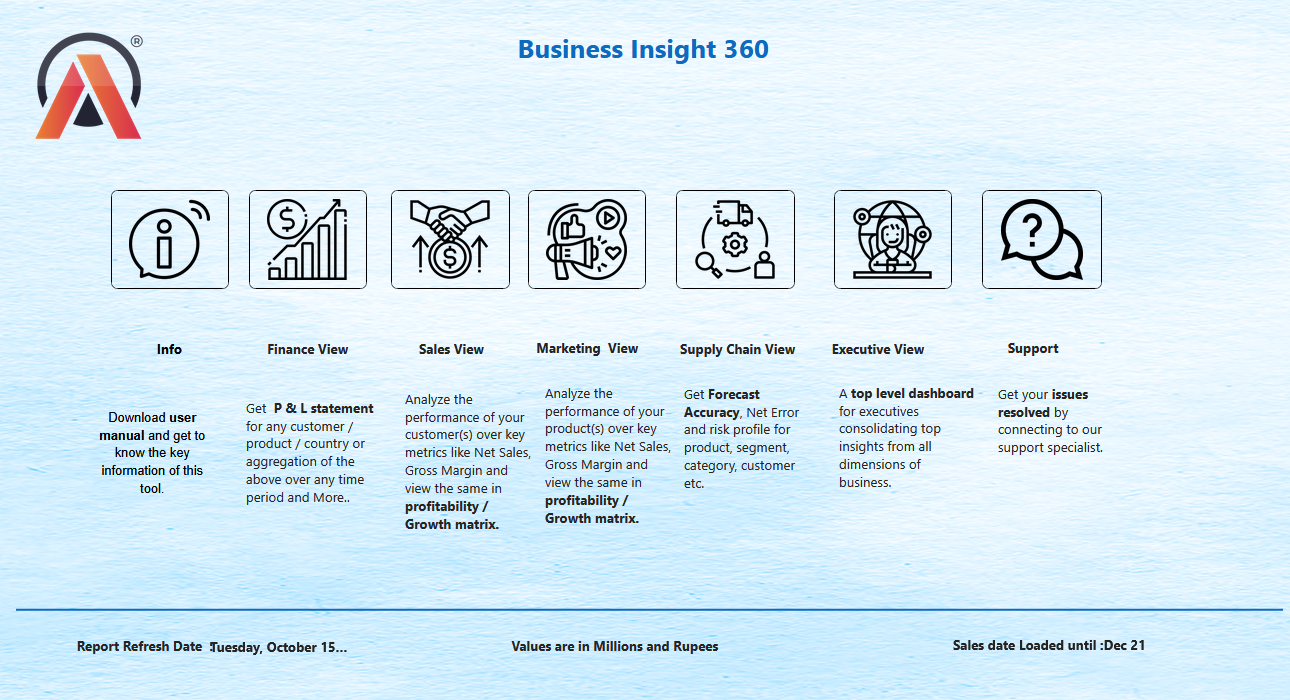 ®
Business Insight 360
Info
Finance View
Sales View
Marketing  View
Supply Chain View
Executive View
Support
Download user
manual and get to
know the key
information of this
tool.
Get  P & L statement
for any customer /
product / country or
aggregation of the
above over any time
period and More..
Analyze the
performance of your
customer(s) over key
metrics like Net Sales,
Gross Margin and
view the same in
profitability /
Growth matrix.
Analyze the
performance of your
product(s) over key
metrics like Net Sales,
Gross Margin and
view the same in
profitability /
Growth matrix.
Get Forecast
Accuracy, Net Error
and risk profile for
product, segment,
category, customer
etc.
A top level dashboard
for executives
consolidating top
insights from all
dimensions of
business.
Get your issues
resolved by
connecting to our
support specialist.
Report Refresh Date  :Tuesday, October 15...
Values are in Millions and Rupees
Sales date Loaded until :Dec 21